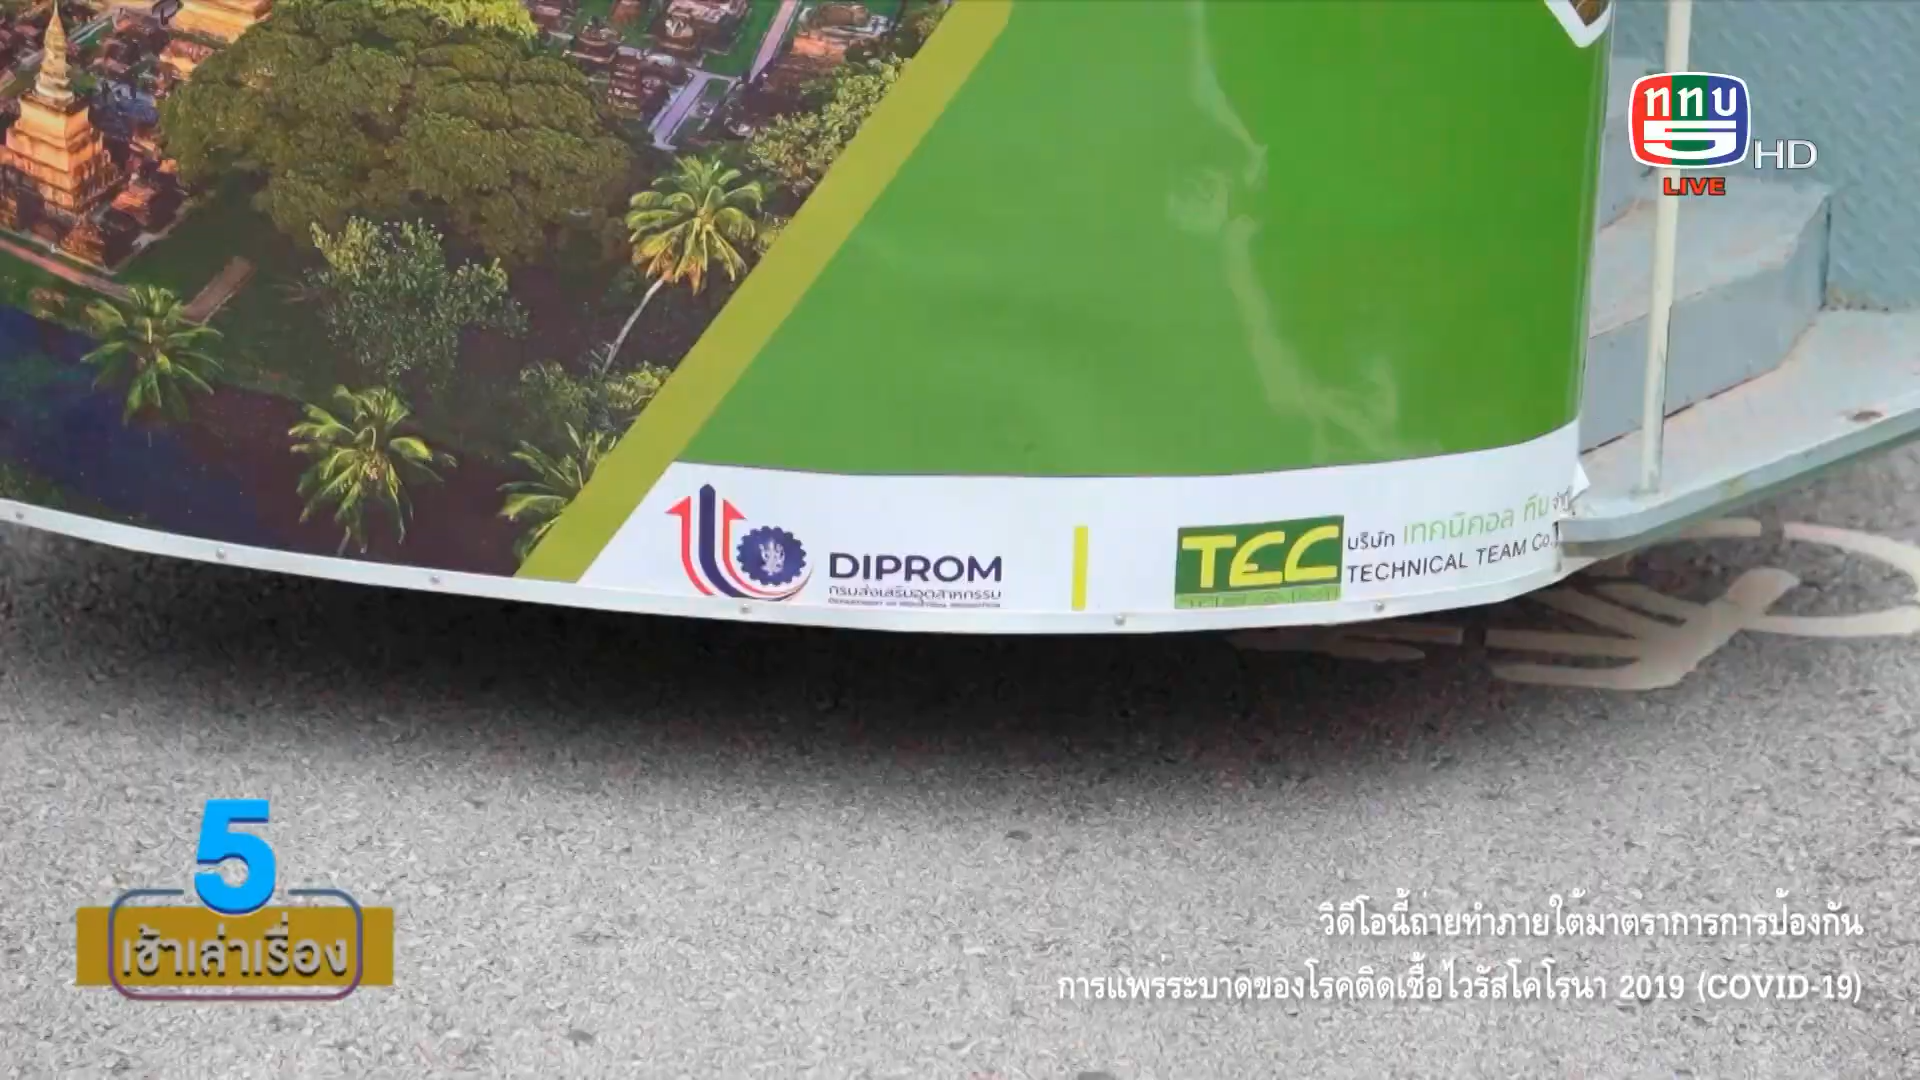 ททบ
5 HD
LIVE
DIPROM
กรมส่งเสริมอุตสาหกรรม
DEPARTMENT OF INDUSTRIAL PROMOTION
TEC
บริษัท เทคนิคอล ทีม
TECHNICAL TEAM Co.
5
เช้าเล่าเรื่อง
วิดีโอนี้ถ่ายทำภายใต้มาตราการการป้องกัน
การแพร่ระบาดของโรคติดเชื้อไวรัสโคโรนา 2019 (COVID-19)